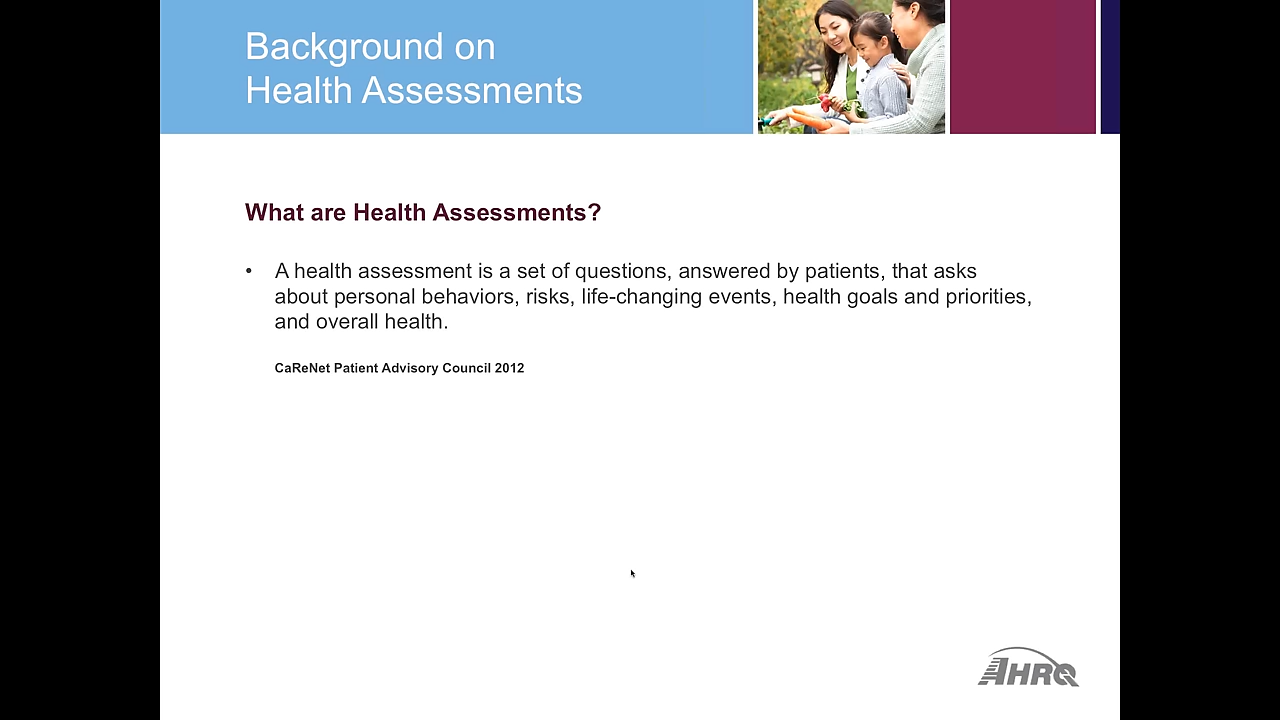 Background on
Health Assessments
What are Health Assessments?
• A health assessment is a set of questions, answered by patients, that asks
about personal behaviors, risks, life-changing events, health goals and priorities,
and overall health.
CaReNet Patient Advisory Council 2012
AHRQ